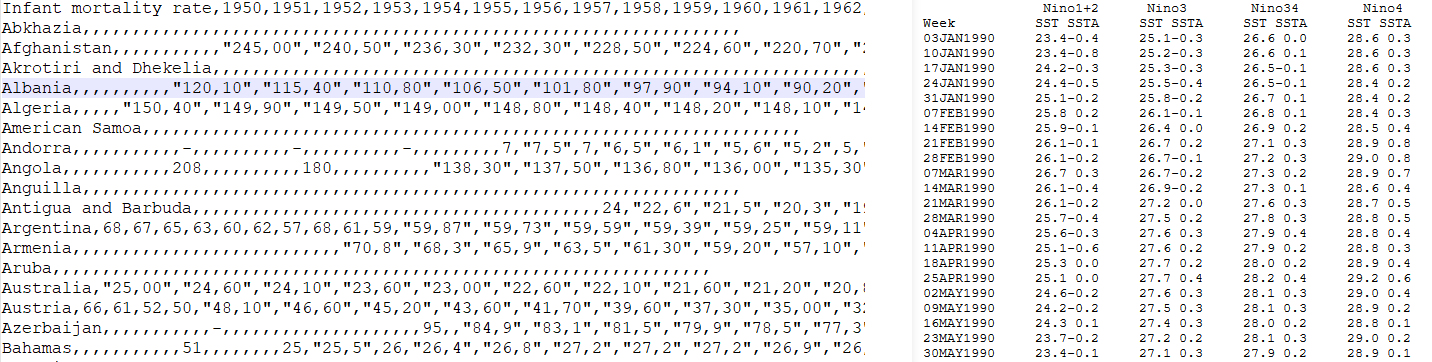 Infant mortality rate,1950,1951,1952,1953,1954,1955,1956,1957,1958,1959,1960,1961,1962,
Abkhazia,,,,,,,,,,,,,,,,,,,,,,,,,,,,,,,,,,,,,,,,,,,,,,,,,,,,,,,,,,,,,,,,,,
Afghanistan,,,,,,,,,,,"245,00","240,50","236,30","232,30","228,50","224,60","220,70","2
Akrotiri and Dhekelia,,,,,,,,,,,,,,,,,,,,,,,,,,,,,,,,,,,,,,,,,,,,,,,,,,,,,,,,,,,,,,,,,
Albania,,,,,,,,,,"120,10","115,40","110,80","106,50","101,80","97,90","94,10","90,20",
Algeria,,,,,"150,40","149,90","149,50","149,00","148,80","148,40","148,20","148,10","14
American Samoa,,,,,,,,,,,,,,,,,,,,,,,,,,,,,,,,,,,,,,,,,,,,,,,,,,,,,,,,,,,,,,,,,,
Andorra,,,,,,,,,,,-,,,,,,,,,,-,,,,,,,,,,-,,,,,,,,,7,"7,5",7,"6,5","6,1","5,6","5,2",5,
Angola,,,,,,,,,,,208,,,,,,,,,,180,,,,,,,,,,"138,30","137,50","136,80","136,00","135,30"
Anguilla,,,,,,,,,,,,,,,,,,,,,,,,,,,,,,,,,,,,,,,,,,,,,,,,,,,,,,,,,,,,,,,,,,
Antigua and Barbuda,,,,,,,,,,,,,,,,,,,,,,,,,,,,,,,,,,,,,,,,,24,"22,6","21,5","20,3","19
Argentina,68,67,65,63,60,62,57,68,61,59,"59,87","59,73","59,59","59,39","59,25","59,11"
Armenia,,,,,,,,,,,,,,,,,,,,,,,,,,,"70,8","68,3","65,9","63,5","61,30","59,20","57,10",
Aruba,,,,,,,,,,,,,,,,,,,,,,,,,,,,,,,,,,,,,,,,,,,,,,,,,,,,,,,,,,,,,,,,,,
Australia,"25,00","24,60","24,10","23,60","23,00","22,60","22,10","21,60","21,20","20,8
Austria,66,61,52,50,"48,10","46,60","45,20","43,60","41,70","39,60","37,30","35,00","32
Azerbaijan,,,,,,,,,,,-,,,,,,,,,,,,,,,,,,,,95,,"84,9","83,1","81,5","79,9","78,5","77,3"
Bahamas,,,,,,,,,,,51,,,,,,,,25,"25,5",26,"26,4","26,8","27,2","27,2","27,2","26,9","26,
Nino1+2 Nino3 Nino34 Nino4
Week SST SSTA SST SSTA SST SSTA SST SSTA
03JAN1990 23.4-0.4 25.1-0.3 26.6 0.0 28.6 0.3
10JAN1990 23.4-0.8 25.2-0.3 26.6 0.1 28.6 0.3
17JAN1990 24.2-0.3 25.3-0.3 26.5-0.1 28.6 0.3
24JAN1990 24.4-0.5 25.5-0.4 26.5-0.1 28.4 0.2
31JAN1990 25.1-0.2 25.8-0.2 26.7 0.1 28.4 0.2
07FEB1990 25.8 0.2 26.1-0.1 26.8 0.1 28.4 0.3
14FEB1990 25.9-0.1 26.4 0.0 26.9 0.2 28.5 0.4
21FEB1990 26.1-0.1 26.7 0.2 27.1 0.3 28.9 0.8
28FEB1990 26.1-0.2 26.7-0.1 27.2 0.3 29.0 0.8
07MAR1990 26.7 0.3 26.7-0.2 27.3 0.2 28.9 0.7
14MAR1990 26.1-0.4 26.9-0.2 27.3 0.1 28.6 0.4
21MAR1990 26.1-0.2 27.2 0.0 27.6 0.3 28.7 0.5
28MAR1990 25.7-0.4 27.5 0.2 27.8 0.3 28.8 0.5
04APR1990 25.6-0.3 27.6 0.3 27.9 0.4 28.8 0.4
11APR1990 25.1-0.6 27.6 0.2 27.9 0.2 28.8 0.3
18APR1990 25.3 0.0 27.7 0.2 28.0 0.2 28.9 0.4
25APR1990 25.1 0.0 27.7 0.4 28.2 0.4 29.2 0.6
02MAY1990 24.6-0.2 27.6 0.3 28.1 0.3 29.0 0.4
09MAY1990 24.2-0.2 27.5 0.3 28.1 0.3 28.9 0.2
16MAY1990 24.3 0.1 27.4 0.3 28.0 0.2 28.8 0.1
23MAY1990 23.7-0.2 27.2 0.2 28.1 0.3 29.0 0.2
30MAY1990 23.4-0.1 27.1 0.3 27.9 0.2 28.9 0.1